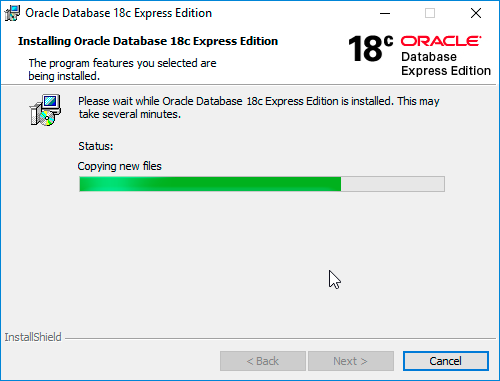 Oracle Database 18c Express Edition
Installing Oracle Database 18c Express Edition
The program features you selected are
being installed.
18c ORACLE®
Database
Express Edition
Please wait while Oracle Database 18c Express Edition is installed. This may
take several minutes.
Status:
Copying new files
InstallShield
< Back
Next >
Cancel